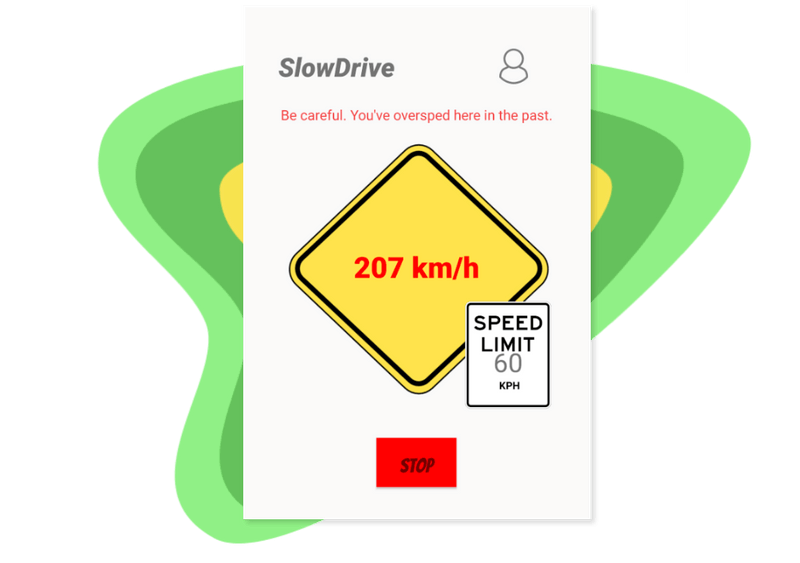 SlowDrive
Be careful. You've oversped here in the past.
207 km/h
SPEED
LIMIT
60
KPH
STOP